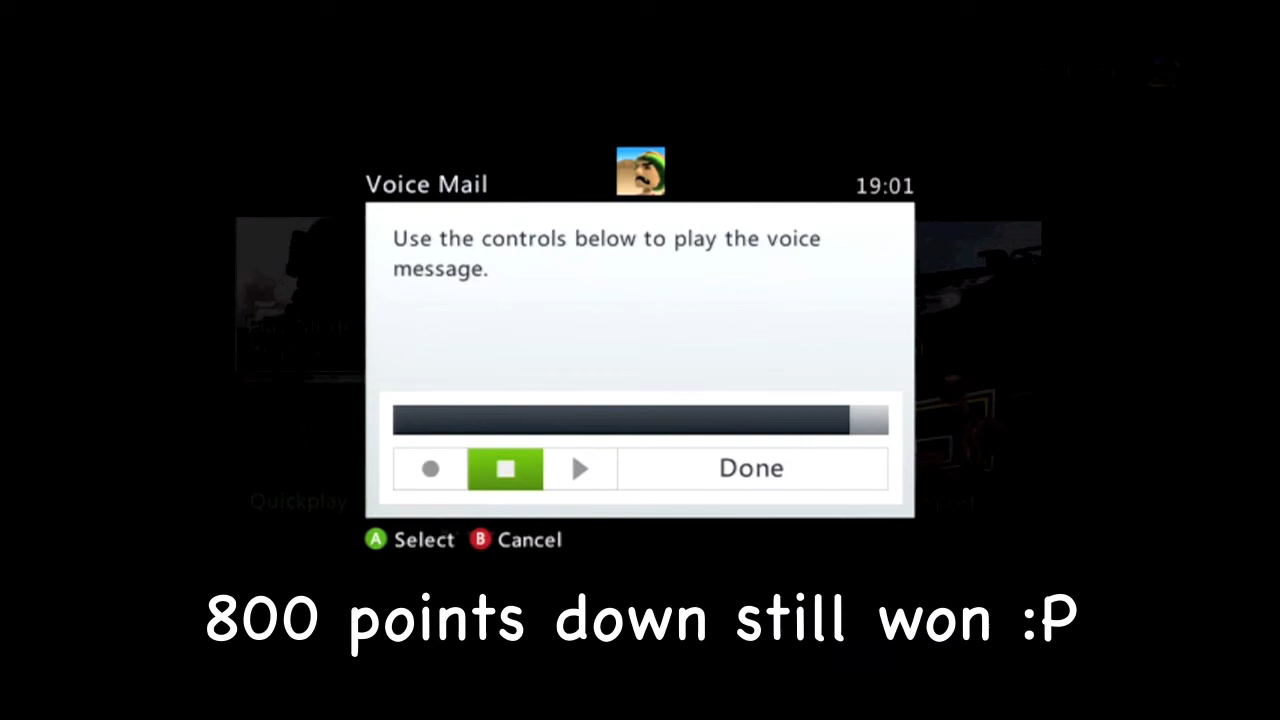 Voice Mail
19:01
Use the controls below to play the voice
message.
Done
A Select B Cancel
Quickplay
800 points down still won :P